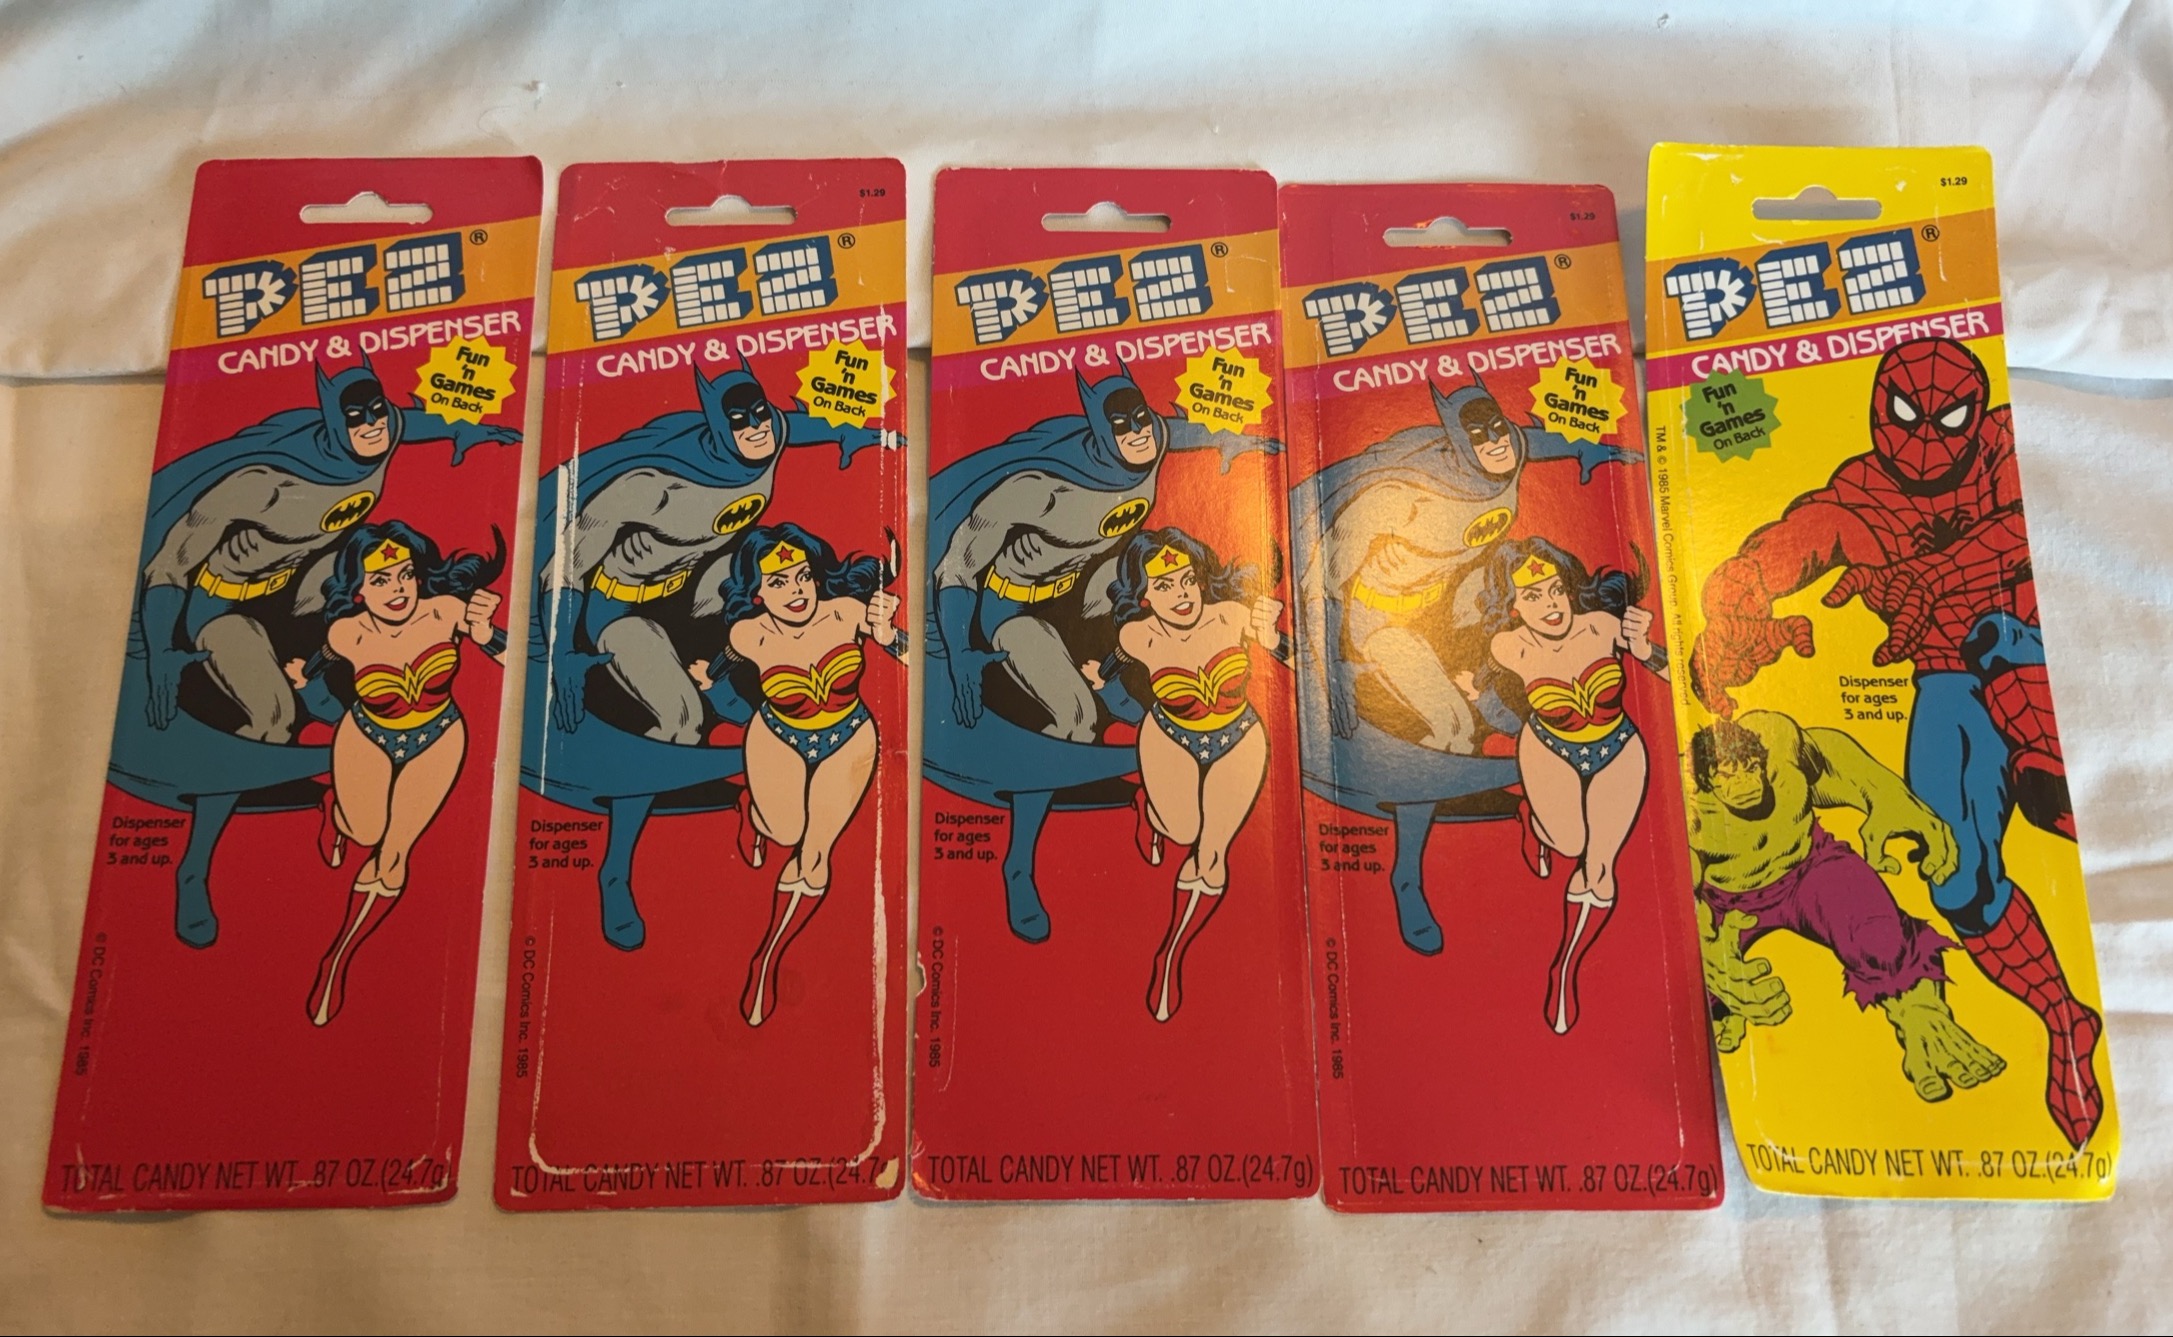 PEZ®
CANDY & DISPENSER
Fun
'n
Games
On Back
Dispenser
for ages
3 and up.
© DC Comics Inc. 1985
TOTAL CANDY NET WT. .87 OZ.(24.7g)
$1.29
PEZ®
CANDY & DISPENSER
Fun
'n
Games
On Back
Dispenser
for ages
3 and up.
© DC Comics Inc. 1985
TOTAL CANDY NET WT. .87 OZ.(24.7g)
PEZ®
CANDY & DISPENSER
Fun
'n
Games
On Back
Dispenser
for ages
3 and up.
© DC Comics Inc. 1985
TOTAL CANDY NET WT. .87 OZ.(24.7g)
$1.29
PEZ®
CANDY & DISPENSER
Fun
'n
Games
On Back
Dispenser
for ages
3 and up.
© DC Comics Inc. 1985
TOTAL CANDY NET WT. .87 OZ.(24.7g)
$1.29
PEZ®
CANDY & DISPENSER
Fun
'n
Games
On Back
TM & © 1985 Marvel Comics Group. All rights reserved
Dispenser
for ages
3 and up.
TOTAL CANDY NET WT. .87 OZ.(24.7g)